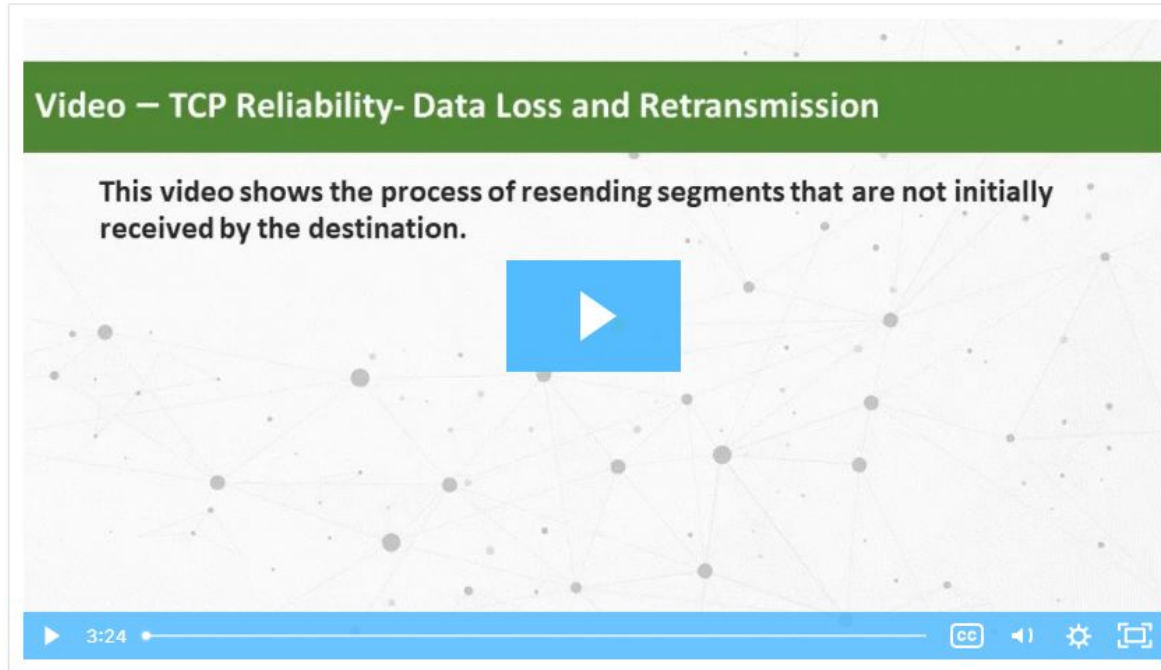 Video – TCP Reliability- Data Loss and Retransmission
This video shows the process of resending segments that are not initially
received by the destination.
3:24
CC